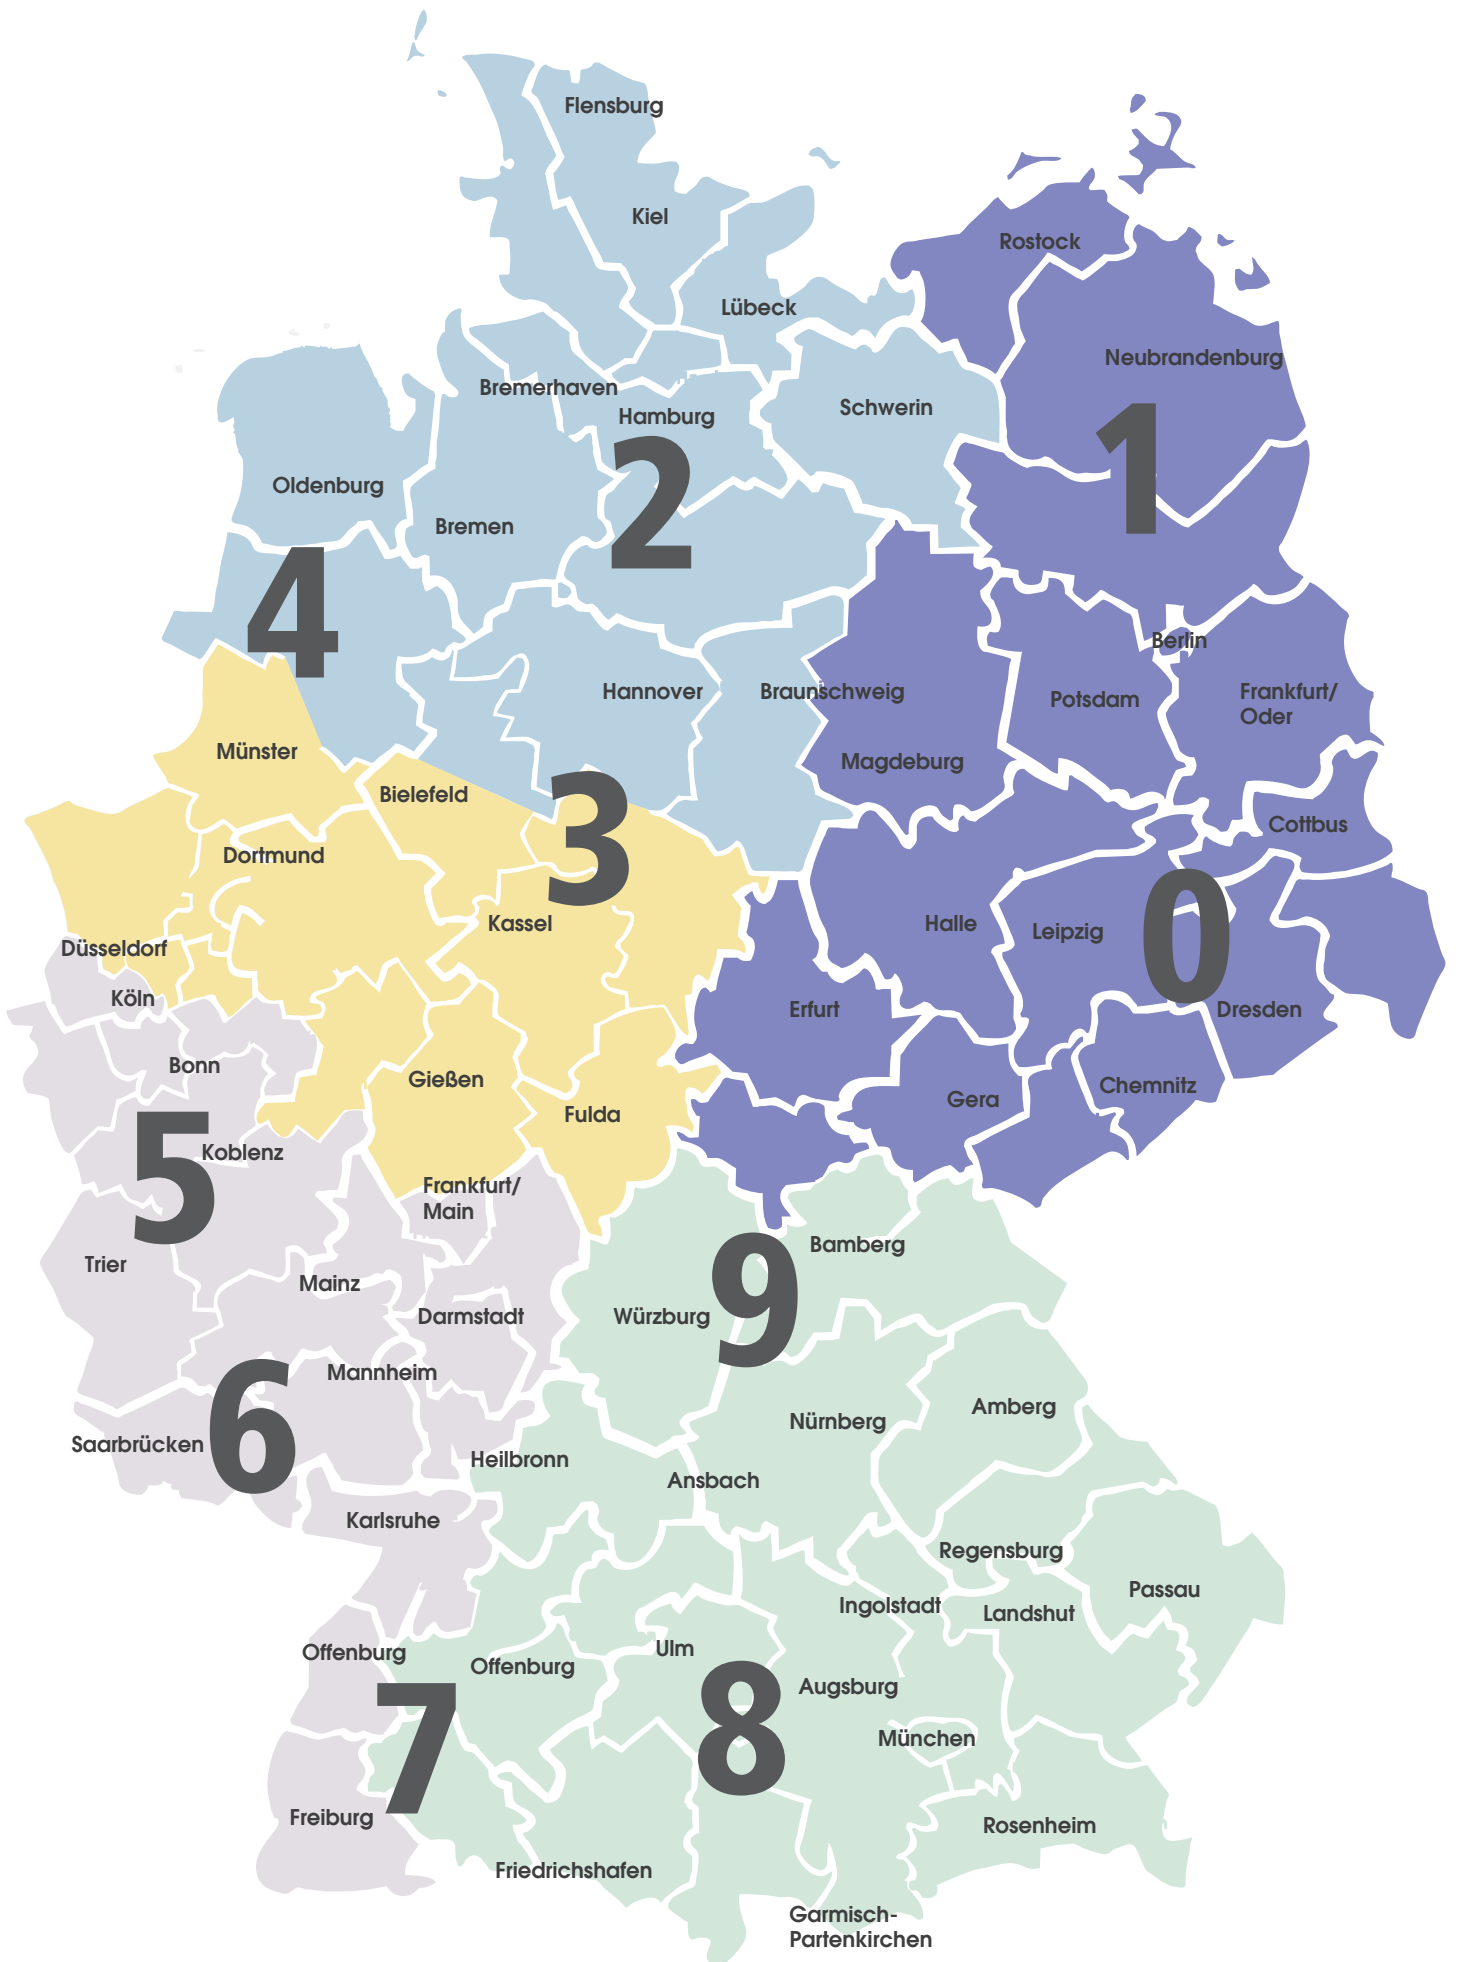 Flensburg
Kiel
Rostock
Lübeck
Neubrandenburg
Bremerhaven
Schwerin
Hamburg
1
2
Oldenburg
Bremen
4
Berlin
Hannover
Braunschweig
Potsdam
Frankfurt/
Oder
Münster
Magdeburg
Bielefeld
3
Cottbus
Dortmund
Kassel
Halle
Leipzig
0
Düsseldorf
Köln
Erfurt
Dresden
Bonn
Gießen
Chemnitz
Gera
Fulda
5
Koblenz
Frankfurt/
Main
Bamberg
Trier
Mainz
9
Darmstadt
Würzburg
Mannheim
Amberg
Nürnberg
6
Saarbrücken
Heilbronn
Ansbach
Karlsruhe
Regensburg
Passau
Ingolstadt
Landshut
Offenburg
Offenburg
Ulm
Augsburg
7
8
München
Freiburg
Rosenheim
Friedrichshafen
Garmisch-
Partenkirchen